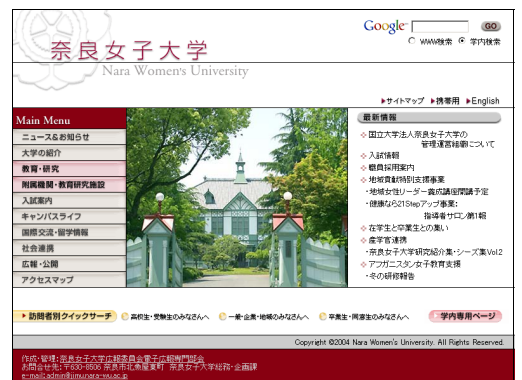 Google
GO
WWW検索 学内検索
奈良女子大学
Nara Women's University
サイトマップ 携帯用 English
Main Menu
ニュース&お知らせ
大学の紹介
教育・研究
附属機関・教育研究施設
入試案内
キャンパスライフ
国際交流・留学情報
社会連携
広報・公開
アクセスマップ
最新情報
国立大学法人奈良女子大学の
管理運営組織について
入試情報
職員採用案内
地域貢献特別支援事業
・地域女性リーダー養成講座開講予定
・健康なら21Stepアップ事業:
指導者サロン第1報
在学生と卒業生との集い
産学官連携
・奈良女子大学研究紹介集・シーズ集Vol.2
アフガニスタン女子教育支援
・冬の研修報告
訪問者別クイックサーチ
高校生・受験生のみなさんへ
一般・企業・地域のみなさんへ
卒業生・同窓生のみなさんへ
学内専用ページ
Copyright ©2004 Nara Women's University. All Rights Reserved.
作成・管理:奈良女子大学広報委員会電子広報専門部会
お問合せ先:〒630-8506 奈良市北魚屋東町 奈良女子大学総務・企画課
e-mail:admin@jimu.nara-wu.ac.jp